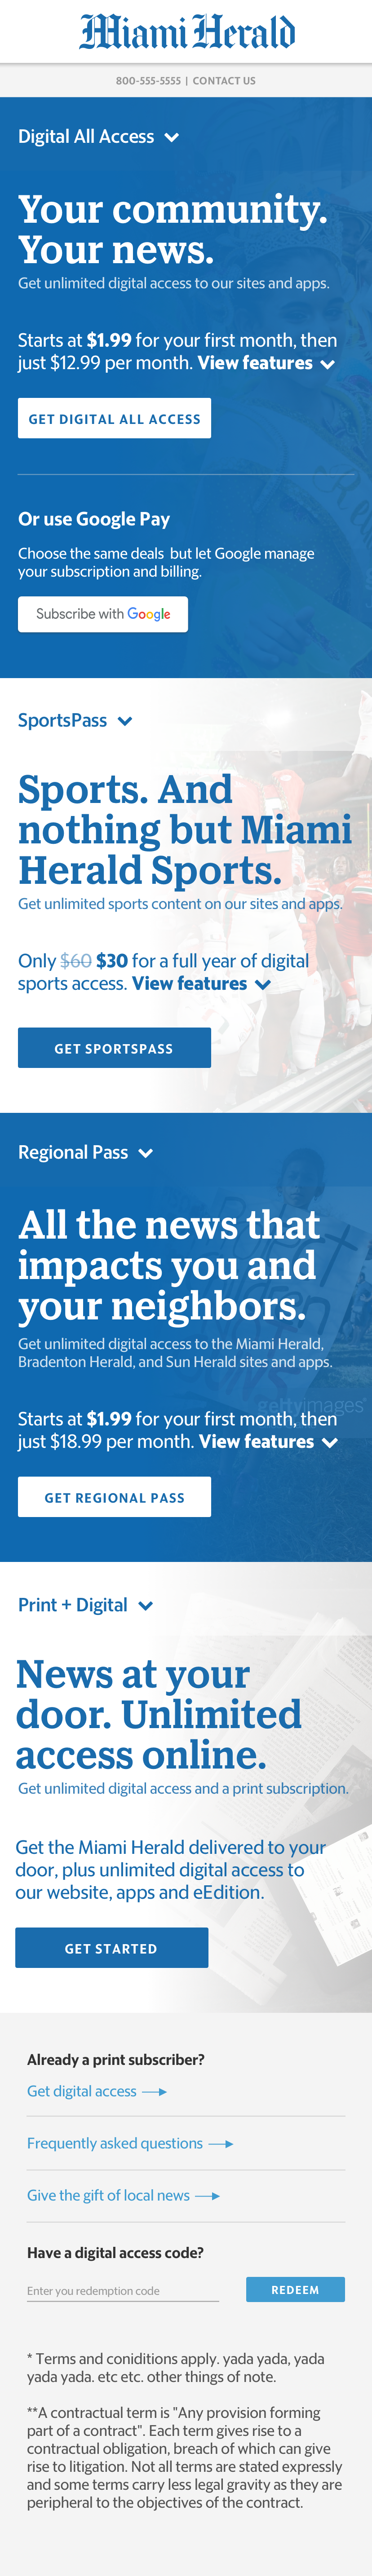 Miami Herald
800-555-5555 | CONTACT US
Digital All Access
Your community.
Your news.
Get unlimited digital access to our sites and apps.
Starts at $1.99 for your first month, then
just $12.99 per month. View features
GET DIGITAL ALL ACCESS
Or use Google Pay
Choose the same deals but let Google manage
your subscription and billing.
Subscribe with Google
SportsPass
Sports. And
nothing but Miami
Herald Sports.
Get unlimited sports content on our sites and apps.
Only $60 $30 for a full year of digital
sports access. View features
GET SPORTSPASS
Regional Pass
All the news that
impacts you and
your neighbors.
Get unlimited digital access to the Miami Herald,
Bradenton Herald, and Sun Herald sites and apps.
gettyimages
Starts at $1.99 for your first month, then
just $18.99 per month. View features
GET REGIONAL PASS
Print + Digital
News at your
door. Unlimited
access online.
Get unlimited digital access and a print subscription.
Get the Miami Herald delivered to your
door, plus unlimited digital access to
our website, apps and eEdition.
GET STARTED
Already a print subscriber?
Get digital access
Frequently asked questions
Give the gift of local news
Have a digital access code?
Enter you redemption code
REDEEM
* Terms and coniditions apply. yada yada, yada
yada yada. etc etc. other things of note.
**A contractual term is "Any provision forming
part of a contract". Each term gives rise to a
contractual obligation, breach of which can give
rise to litigation. Not all terms are stated expressly
and some terms carry less legal gravity as they are
peripheral to the objectives of the contract.